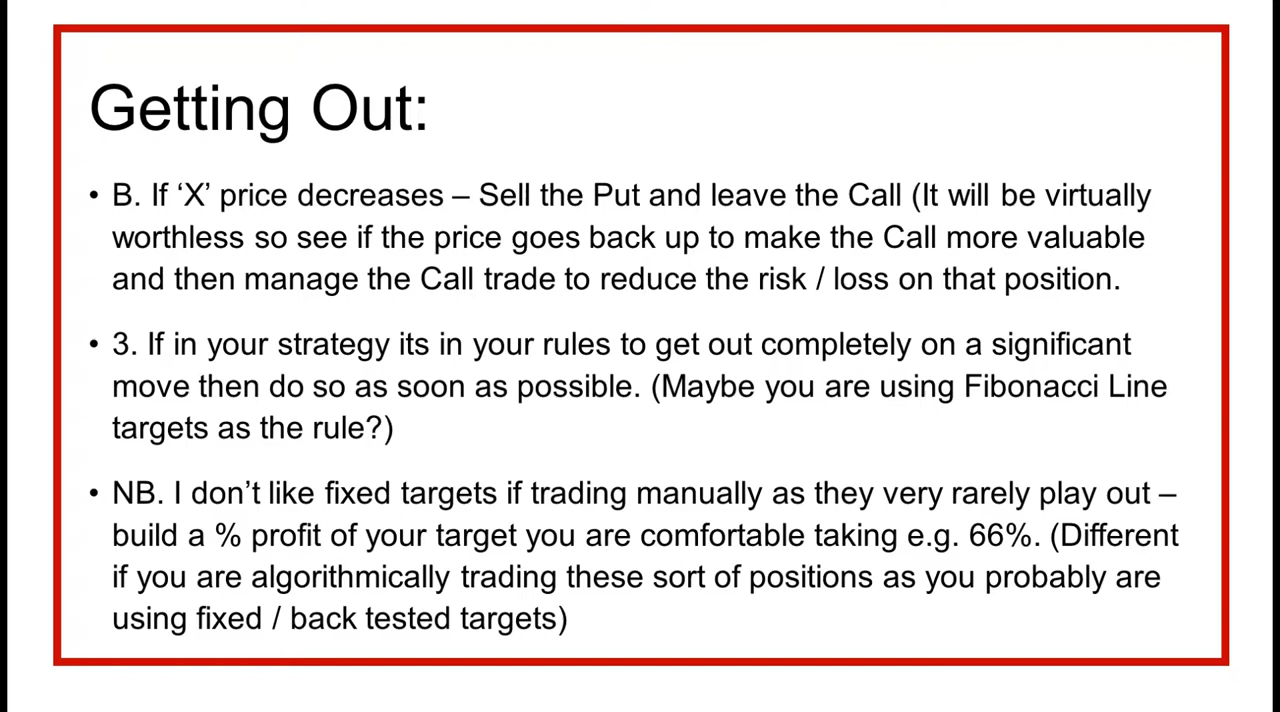 Getting Out:
• B. If ‘X’ price decreases – Sell the Put and leave the Call (It will be virtually
worthless so see if the price goes back up to make the Call more valuable
and then manage the Call trade to reduce the risk / loss on that position.
• 3. If in your strategy its in your rules to get out completely on a significant
move then do so as soon as possible. (Maybe you are using Fibonacci Line
targets as the rule?)
• NB. I don’t like fixed targets if trading manually as they very rarely play out –
build a % profit of your target you are comfortable taking e.g. 66%. (Different
if you are algorithmically trading these sort of positions as you probably are
using fixed / back tested targets)